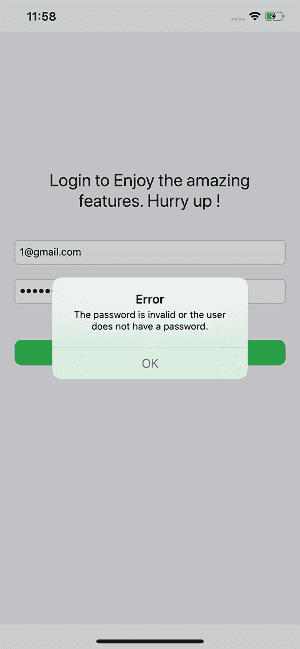 11:58
Login to Enjoy the amazing
features. Hurry up !
1@gmail.com
Error
The password is invalid or the user
does not have a password.
OK